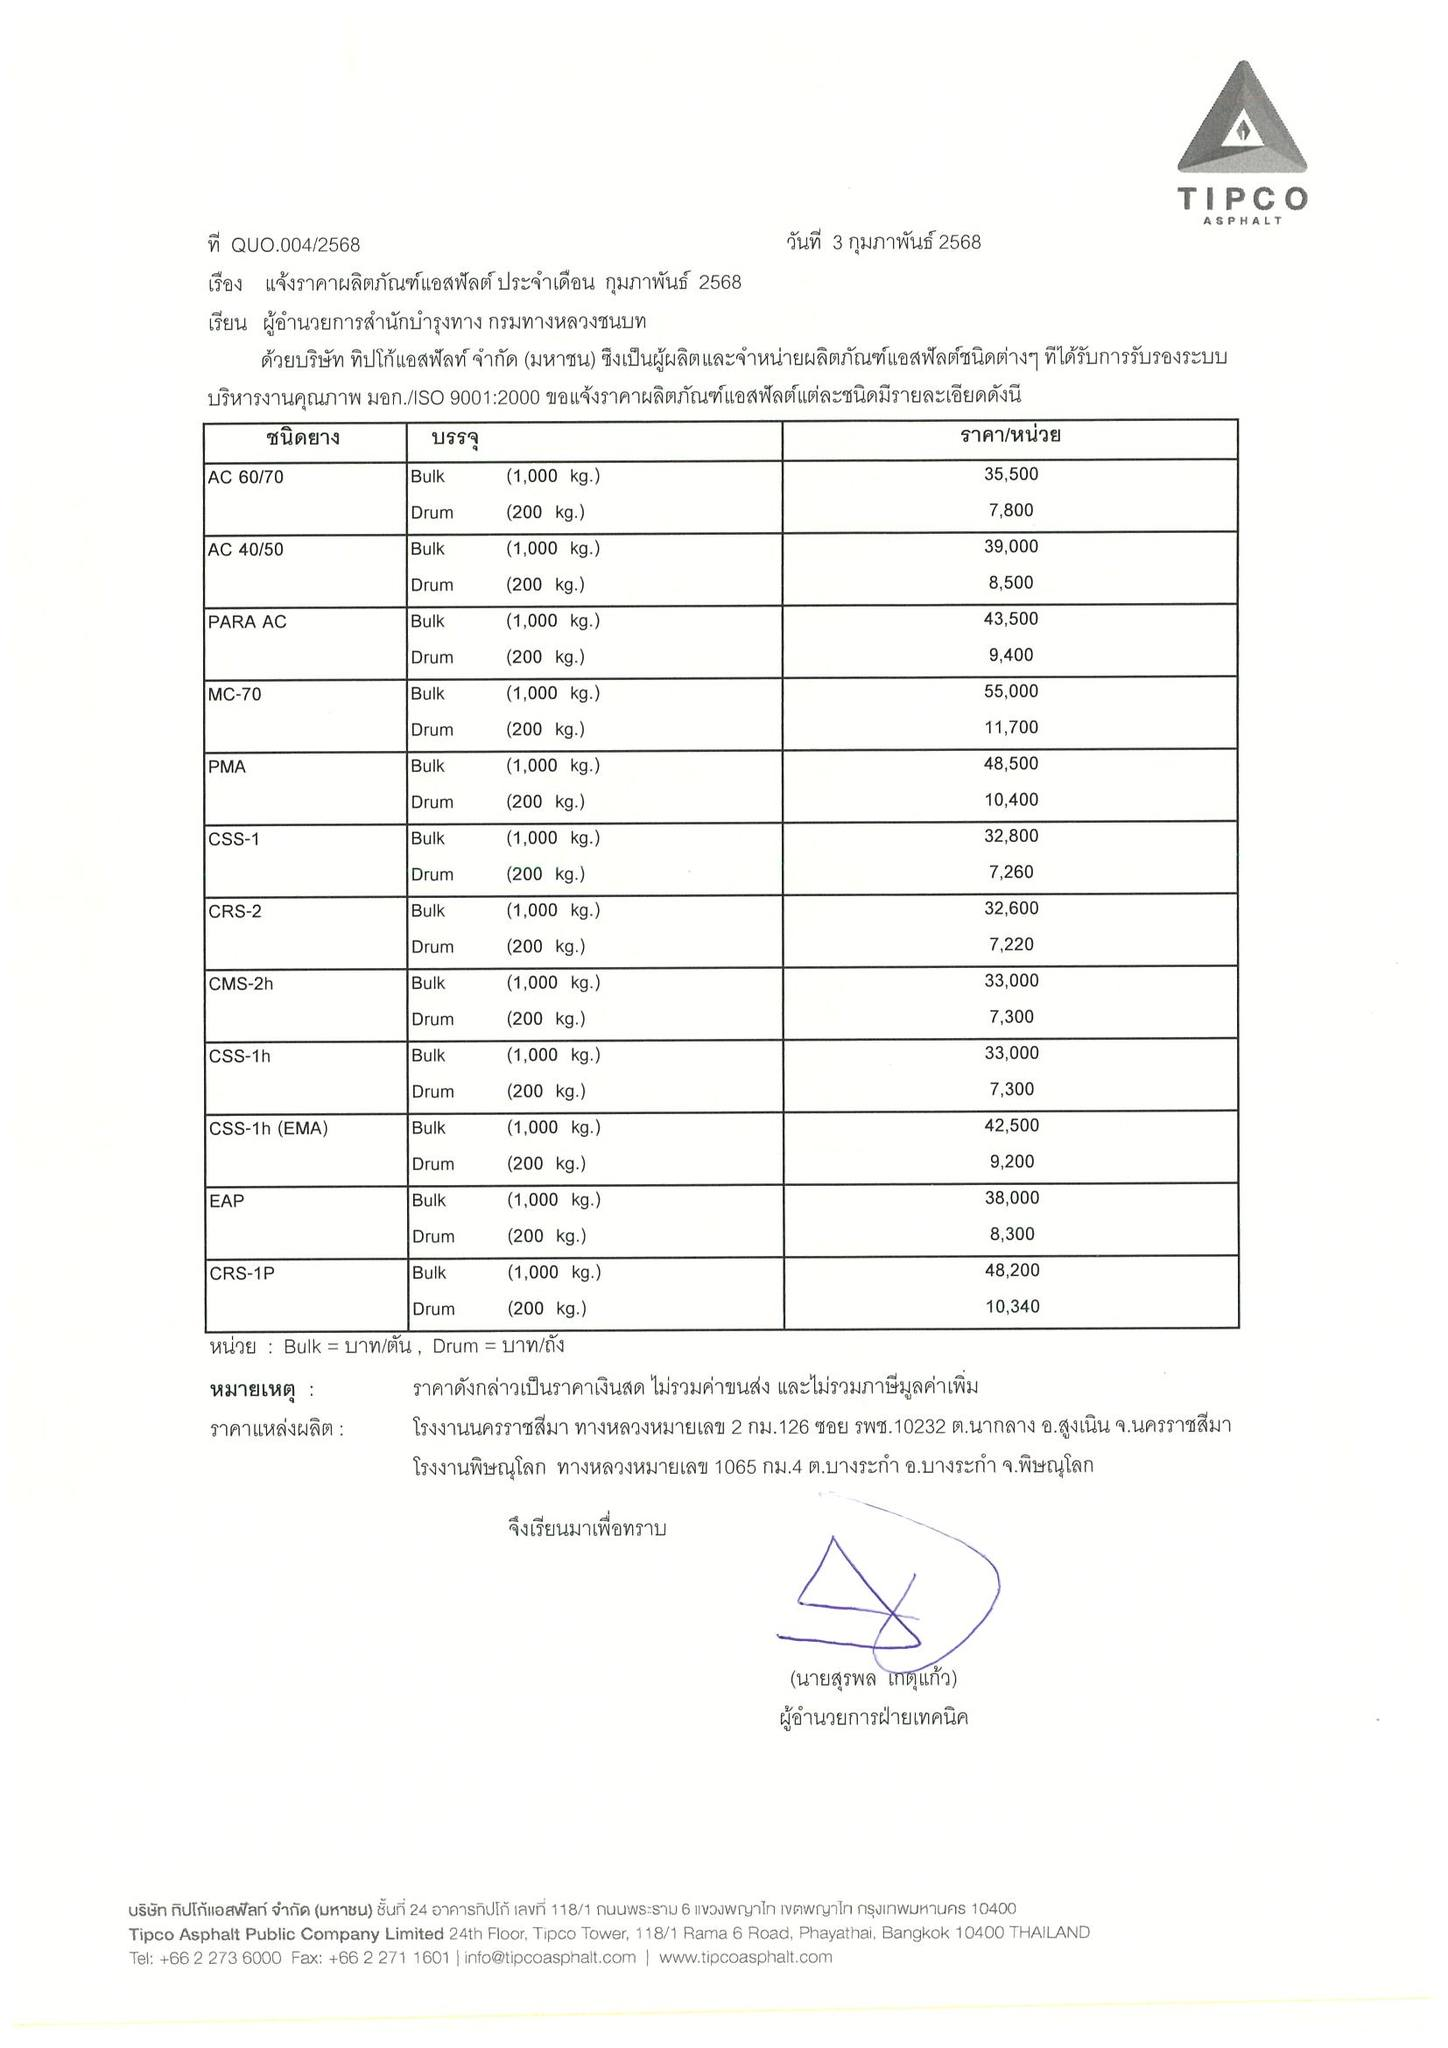 TIPCO
ASPHALT
ที่ QUO.004/2568 วันที่ 3 กุมภาพันธ์ 2568
เรื่อง แจ้งราคาผลิตภัณฑ์แอสฟัลต์ ประจำเดือน กุมภาพันธ์ 2568
เรียน ผู้อำนวยการสำนักบำรุงทาง กรมทางหลวงชนบท
ด้วยบริษัท ทิปโก้แอสฟัลท์ จำกัด (มหาชน) ซึ่งเป็นผู้ผลิตและจำหน่ายผลิตภัณฑ์แอสฟัลต์ชนิดต่างๆ ที่ได้รับการรับรองระบบ
บริหารงานคุณภาพ มอก./ISO 9001:2000 ขอแจ้งราคาผลิตภัณฑ์แอสฟัลต์แต่ละชนิดมีรายละเอียดดังนี้
ชนิดยาง บรรจุ ราคา/หน่วย
AC 60/70 Bulk (1,000 kg.) 35,500
Drum (200 kg.) 7,800
AC 40/50 Bulk (1,000 kg.) 39,000
Drum (200 kg.) 8,500
PARA AC Bulk (1,000 kg.) 43,500
Drum (200 kg.) 9,400
MC-70 Bulk (1,000 kg.) 55,000
Drum (200 kg.) 11,700
PMA Bulk (1,000 kg.) 48,500
Drum (200 kg.) 10,400
CSS-1 Bulk (1,000 kg.) 32,800
Drum (200 kg.) 7,260
CRS-2 Bulk (1,000 kg.) 32,600
Drum (200 kg.) 7,220
CMS-2h Bulk (1,000 kg.) 33,000
Drum (200 kg.) 7,300
CSS-1h Bulk (1,000 kg.) 33,000
Drum (200 kg.) 7,300
CSS-1h (EMA) Bulk (1,000 kg.) 42,500
Drum (200 kg.) 9,200
EAP Bulk (1,000 kg.) 38,000
Drum (200 kg.) 8,300
CRS-1P Bulk (1,000 kg.) 48,200
Drum (200 kg.) 10,340
หน่วย : Bulk = บาท/ตัน , Drum = บาท/ถัง
หมายเหตุ : ราคาดังกล่าวเป็นราคาเงินสด ไม่รวมค่าขนส่ง และไม่รวมภาษีมูลค่าเพิ่ม
ราคาแหล่งผลิต : โรงงานนครราชสีมา ทางหลวงหมายเลข 2 กม.126 ซอย รพช.10232 ต.นากลาง อ.สูงเนิน จ.นครราชสีมา
โรงงานพิษณุโลก ทางหลวงหมายเลข 1065 กม.4 ต.บางระกำ อ.บางระกำ จ.พิษณุโลก
จึงเรียนมาเพื่อทราบ
(นายสุรพล เกตุแก้ว)
ผู้อำนวยการฝ่ายเทคนิค
บริษัท ทิปโก้แอสฟัลท์ จำกัด (มหาชน) ชั้นที่ 24 อาคารทิปโก้ เลขที่ 118/1 ถนนพระราม 6 แขวงพญาไท เขตพญาไท กรุงเทพมหานคร 10400
Tipco Asphalt Public Company Limited 24th Floor, Tipco Tower, 118/1 Rama 6 Road, Phayathai, Bangkok 10400 THAILAND
Tel: +66 2 273 6000 Fax: +66 2 271 1601 | info@tipcoasphalt.com | www.tipcoasphalt.com